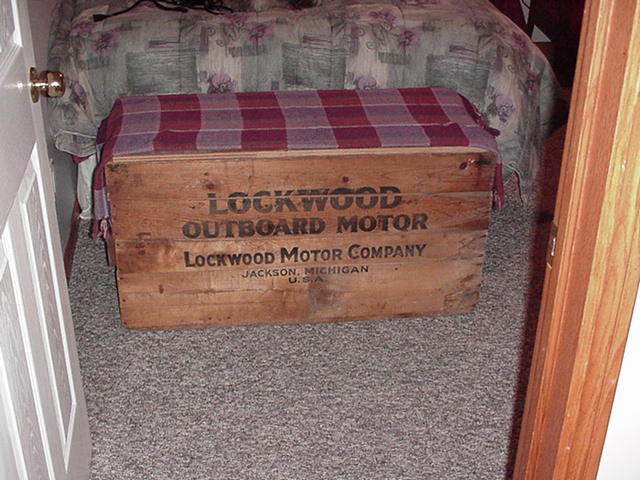 LOCKWOOD
OUTBOARD MOTOR
LOCKWOOD MOTOR COMPANY
JACKSON, MICHIGAN
U.S.A.